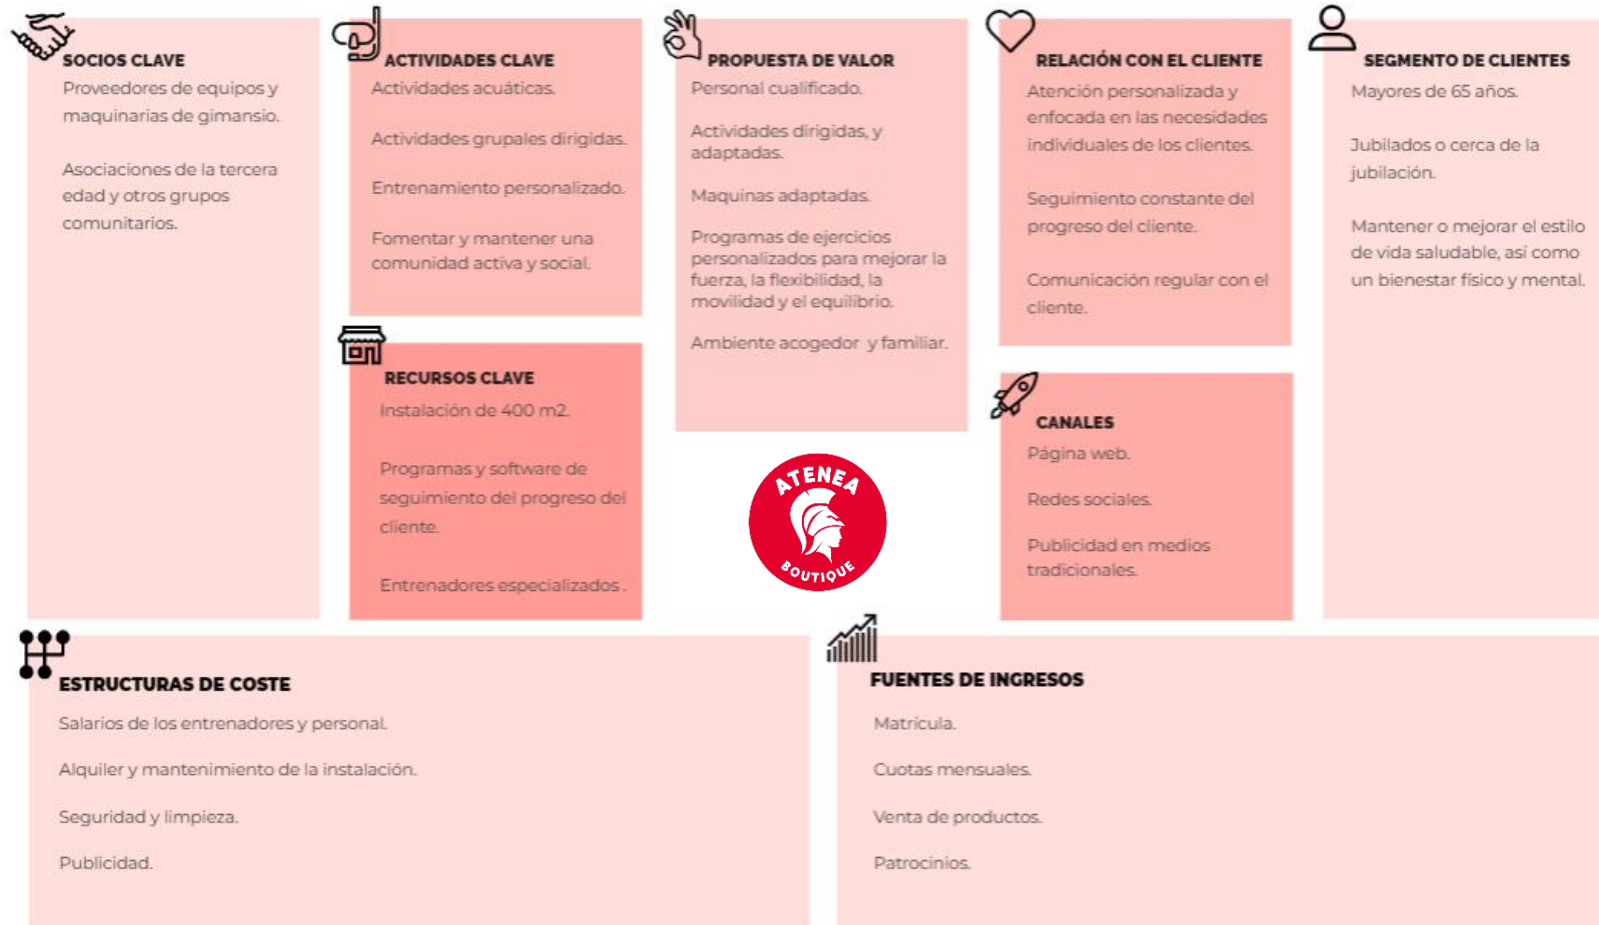 SOCIOS CLAVE
Proveedores de equipos y
maquinarias de gimansio.
Asociaciones de la tercera
edad y otros grupos
comunitarios.
ACTIVIDADES CLAVE
Actividades acuáticas.
Actividades grupales dirigidas.
Entrenamiento personalizado.
Fomentar y mantener una
comunidad activa y social.
RECURSOS CLAVE
Instalación de 400 m2.
Programas y software de
seguimiento del progreso del
cliente.
Entrenadores especializados .
PROPUESTA DE VALOR
Personal cualificado.
Actividades dirigidas, y
adaptadas.
Maquinas adaptadas.
Programas de ejercicios
personalizados para mejorar la
fuerza, la flexibilidad, la
movilidad y el equilibrio.
Ambiente acogedor y familiar.
ATENEA
BOUTIQUE
RELACIÓN CON EL CLIENTE
Atención personalizada y
enfocada en las necesidades
individuales de los clientes.
Seguimiento constante del
progreso del cliente.
Comunicación regular con el
cliente.
CANALES
Página web.
Redes sociales.
Publicidad en medios
tradicionales.
SEGMENTO DE CLIENTES
Mayores de 65 años.
Jubilados o cerca de la
jubilación.
Mantener o mejorar el estilo
de vida saludable, así como
un bienestar físico y mental.
ESTRUCTURAS DE COSTE
Salarios de los entrenadores y personal.
Alquiler y mantenimiento de la instalación.
Seguridad y limpieza.
Publicidad.
FUENTES DE INGRESOS
Matrícula.
Cuotas mensuales.
Venta de productos.
Patrocinios.